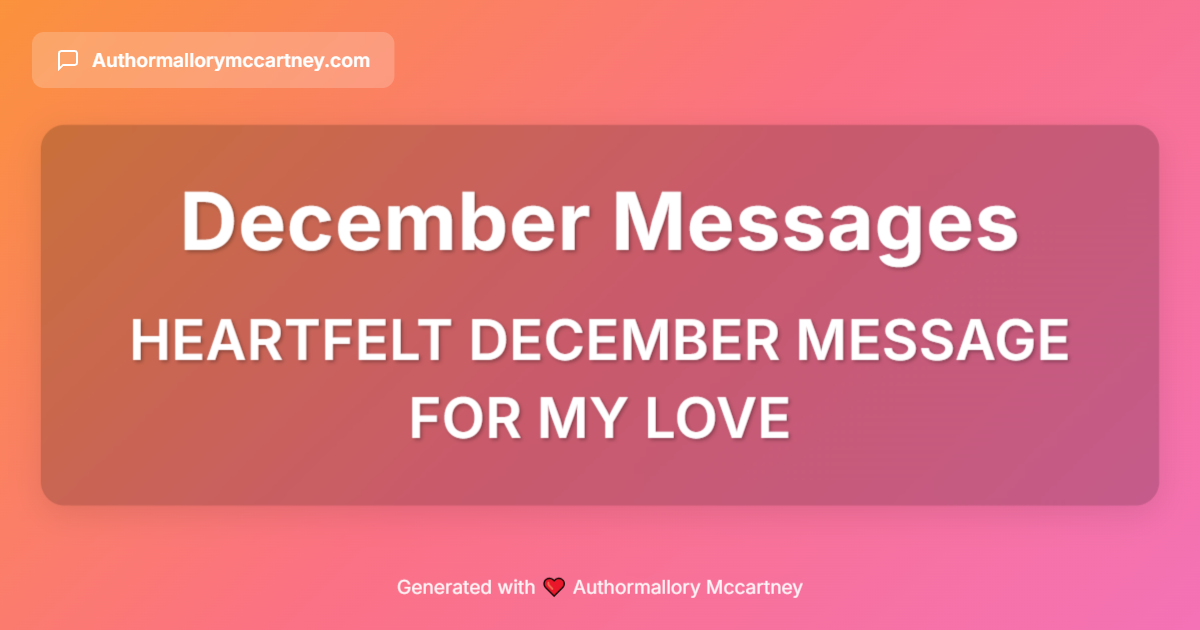 Authormallorymccartney.com
December Messages
HEARTFELT DECEMBER MESSAGE
FOR MY LOVE
Generated with ❤️ Authormallory Mccartney